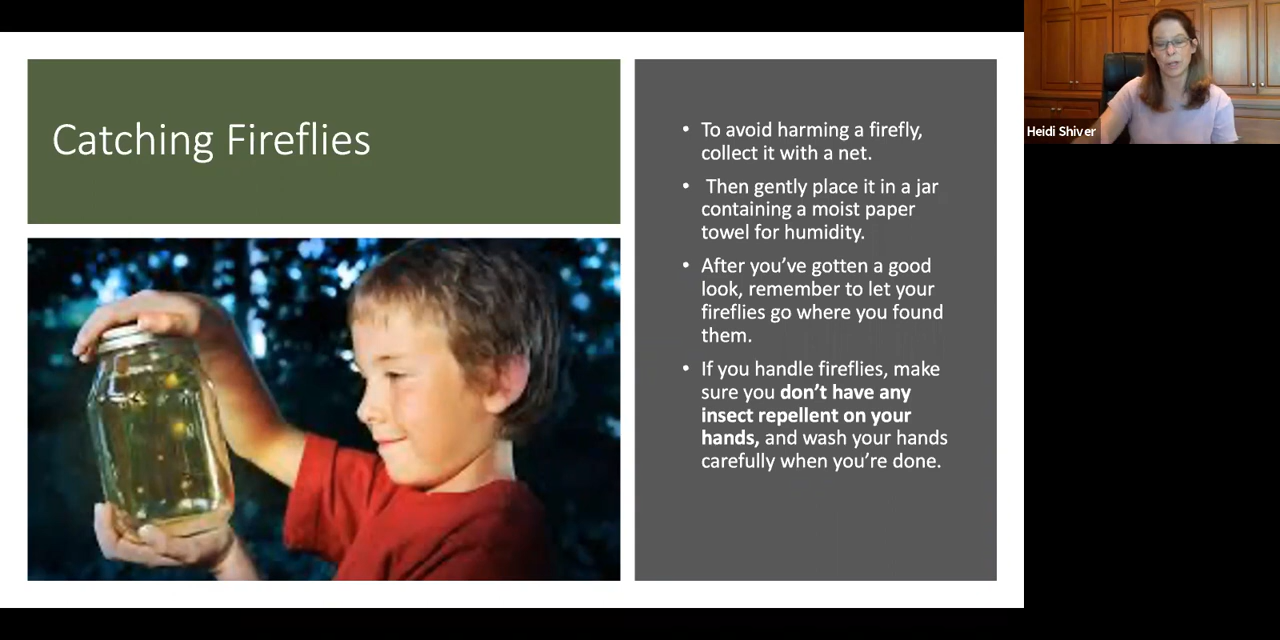 Catching Fireflies
• To avoid harming a firefly,
collect it with a net.
• Then gently place it in a jar
containing a moist paper
towel for humidity.
• After you’ve gotten a good
look, remember to let your
fireflies go where you found
them.
• If you handle fireflies, make
sure you don’t have any
insect repellent on your
hands, and wash your hands
carefully when you’re done.
Heidi Shiver